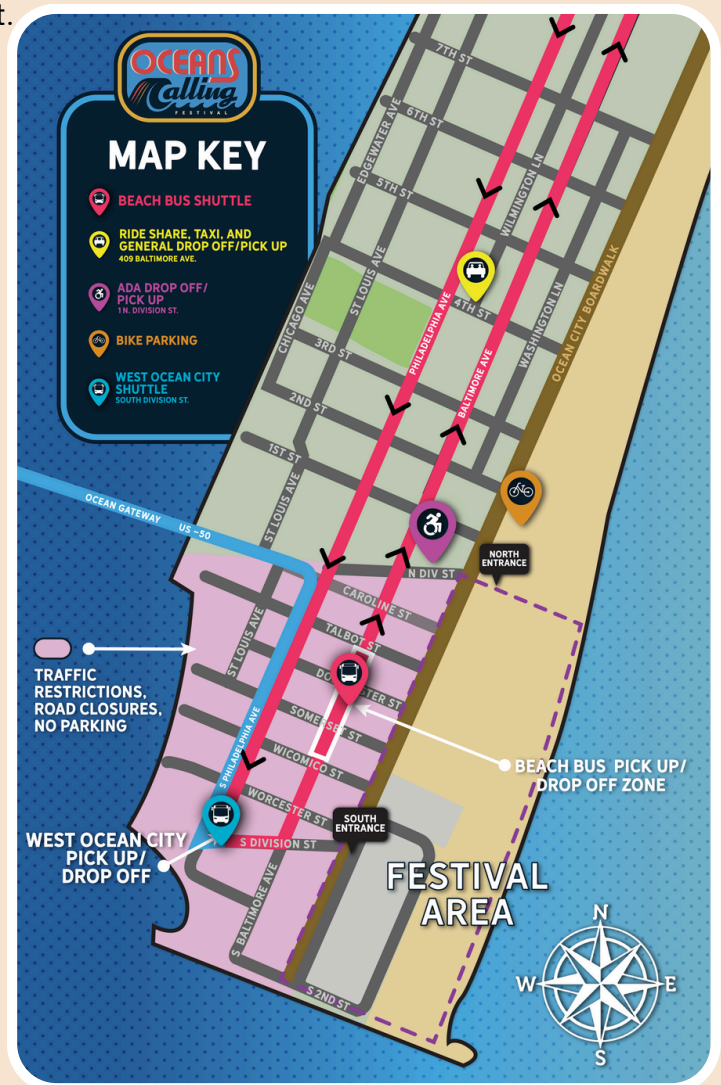 t.
OCEANS
Calling
FESTIVAL
MAP KEY
BEACH BUS SHUTTLE
RIDE SHARE, TAXI, AND
GENERAL DROP OFF/PICK UP
409 BALTIMORE AVE.
ADA DROP OFF/
PICK UP
1 N. DIVISION ST.
BIKE PARKING
WEST OCEAN CITY
SHUTTLE
SOUTH DIVISION ST.
7TH ST
6TH ST
EDGEWATER AVE
5TH ST
WILMINGTON LN
ST LOUIS AVE
4TH ST
CHICAGO AVE
PHILADELPHIA AVE
WASHINGTON LN
OCEAN CITY BOARDWALK
3RD ST
BALTIMORE AVE
2ND ST
1ST ST
ST LOUIS AVE
OCEAN GATEWAY US -50
NORTH
ENTRANCE
N DIV ST
CAROLINE ST
TALBOT ST
ST LOUIS AVE
TRAFFIC
RESTRICTIONS,
ROAD CLOSURES,
NO PARKING
SOMERSET ST
S PHILADELPHIA AVE
WICOMICO ST
BEACH BUS PICK UP/
DROP OFF ZONE
WORCESTER ST
SOUTH
ENTRANCE
WEST OCEAN CITY
PICK UP/
DROP OFF
S DIVISION ST
FESTIVAL
AREA
S BALTIMORE AVE
S 2ND ST
N
W
E
S